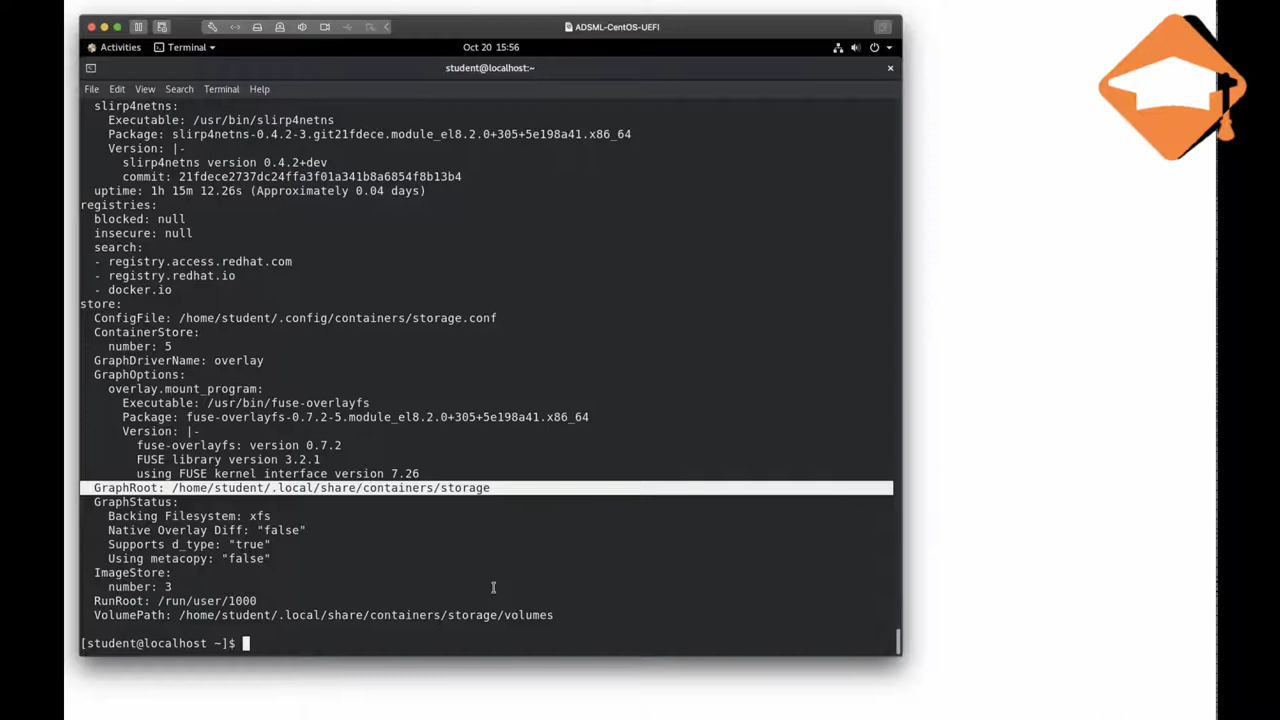 ADSML-CentOS-UEFI
Activities
Terminal
Oct 20 15:56
student@localhost:~
File Edit View Search Terminal Help
slirp4netns:
Executable: /usr/bin/slirp4netns
Package: slirp4netns-0.4.2-3.git21fdece.module_el8.2.0+305+5e198a41.x86_64
Version: |-
slirp4netns version 0.4.2+dev
commit: 21fdece2737dc24ffa3f01a341b8a6854f8b13b4
uptime: 1h 15m 12.26s (Approximately 0.04 days)
registries:
blocked: null
insecure: null
search:
- registry.access.redhat.com
- registry.redhat.io
- docker.io
store:
ConfigFile: /home/student/.config/containers/storage.conf
ContainerStore:
number: 5
GraphDriverName: overlay
GraphOptions:
overlay.mount_program:
Executable: /usr/bin/fuse-overlayfs
Package: fuse-overlayfs-0.7.2-5.module_el8.2.0+305+5e198a41.x86_64
Version: |-
fuse-overlayfs: version 0.7.2
FUSE library version 3.2.1
using FUSE kernel interface version 7.26
GraphRoot: /home/student/.local/share/containers/storage
GraphStatus:
Backing Filesystem: xfs
Native Overlay Diff: "false"
Supports d_type: "true"
Using metacopy: "false"
ImageStore:
number: 3
RunRoot: /run/user/1000
VolumePath: /home/student/.local/share/containers/storage/volumes
[student@localhost ~]$